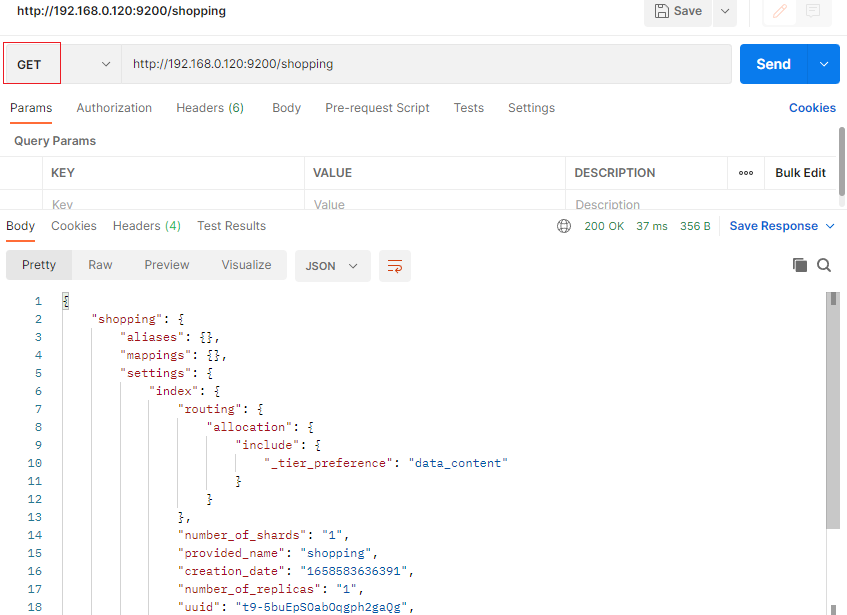 http://192.168.0.120:9200/shopping
Save
GET
http://192.168.0.120:9200/shopping
Send
Params Authorization Headers (6) Body Pre-request Script Tests Settings Cookies
Query Params
KEY VALUE DESCRIPTION ooo Bulk Edit
Key Value Description
Body Cookies Headers (4) Test Results 200 OK 37 ms 356 B Save Response
Pretty Raw Preview Visualize JSON
1 {
2 "shopping": {
3 "aliases": {},
4 "mappings": {},
5 "settings": {
6 "index": {
7 "routing": {
8 "allocation": {
9 "include": {
10 "_tier_preference": "data_content"
11 }
12 }
13 },
14 "number_of_shards": "1",
15 "provided_name": "shopping",
16 "creation_date": "1658583636391",
17 "number_of_replicas": "1",
18 "uuid": "t9-5buEpSOabOqgph2gaQg",